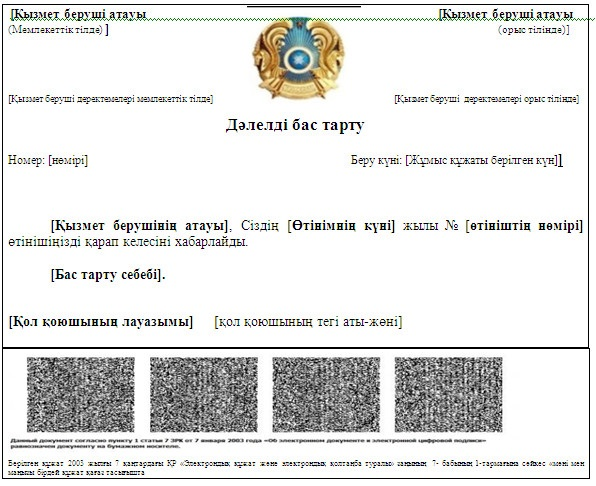 [Қызмет беруші атауы [Қызмет беруші атауы
(Мемлекеттік тілде) ] (орыс тілінде)]
[Қызмет беруші деректемелері мемлекеттік тілде] [Қызмет беруші деректемелері орыс тілінде]
Дәлелді бас тарту
Номер: [нөмірі] Беру күні: [Жұмыс құжаты берілген күн]]
[Қызмет берушінің атауы], Сіздің [Өтінімнің күні] жылы № [өтініштің нөмірі]
өтінішіңізді қарап келесіні хабарлайды.
[Бас тарту себебі].
[Қол қоюшының лауазымы] [қол қоюшының тегі аты-жөні]
Данный документ согласно пункту 1 статьи 7 ЗРК от 7 января 2003 года «Об электронном документе и электронной цифровой подписи»
равнозначен документу на бумажном носителе.
Берілген құжат 2003 жылғы 7 қаңтардағы ҚР «Электрондық құжат және электрондық қолтаңба туралы» заңының 7- бабының 1-тармағына сәйкес «мәні мен
маңызы бірдей құжат қағаз тасығышта